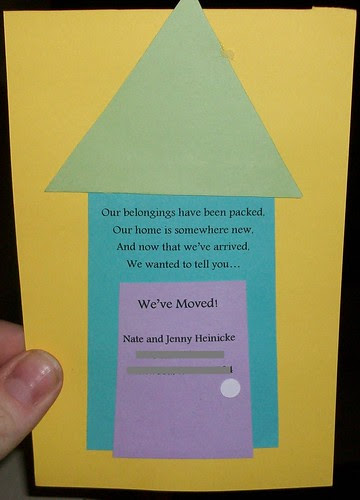 Our belongings have been packed,
Our home is somewhere new,
And now that we've arrived,
We wanted to tell you...
We've Moved!
Nate and Jenny Heinicke